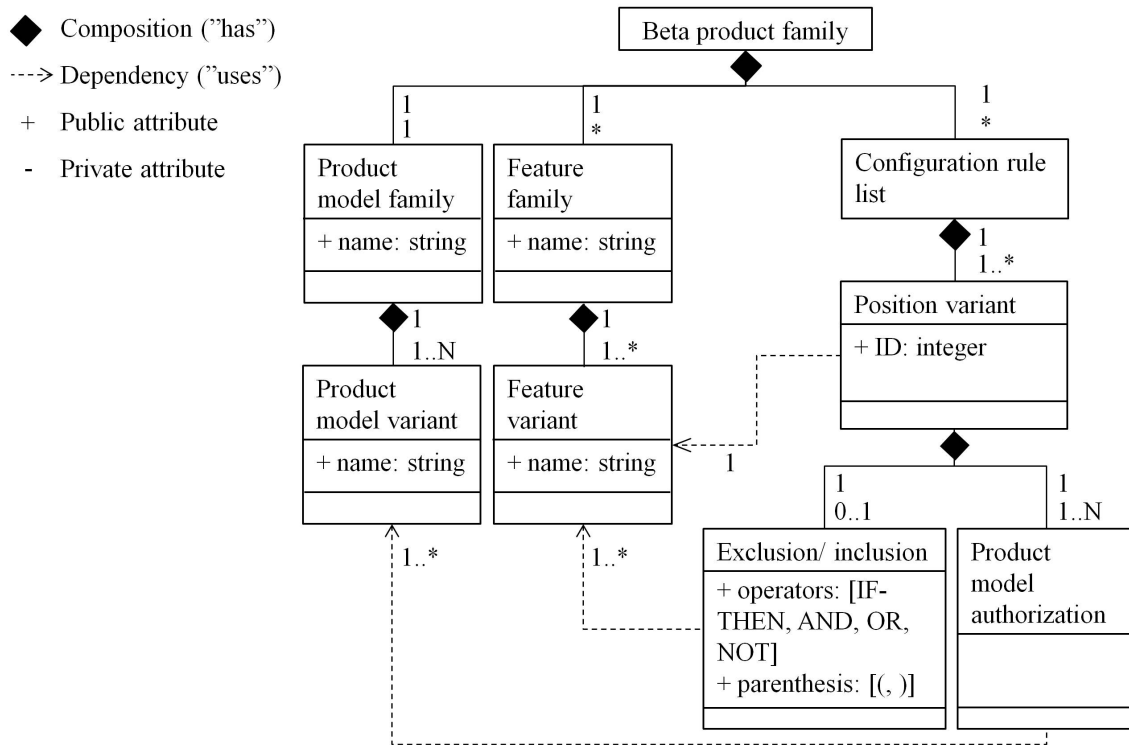 Composition (”has”)
Dependency (”uses”)
+ Public attribute
- Private attribute
Beta product family
1
1
1
*
1
*
Product
model family
+ name: string
Feature
family
+ name: string
Configuration rule
list
1
1..N
1
1..*
1
1..*
Product
model variant
+ name: string
Feature
variant
+ name: string
Position variant
+ ID: integer
1
1
0..1
1
1..N
1..*
1..*
Exclusion/ inclusion
+ operators: [IF-
THEN, AND, OR,
NOT]
+ parenthesis: [(, )]
Product
model
authorization